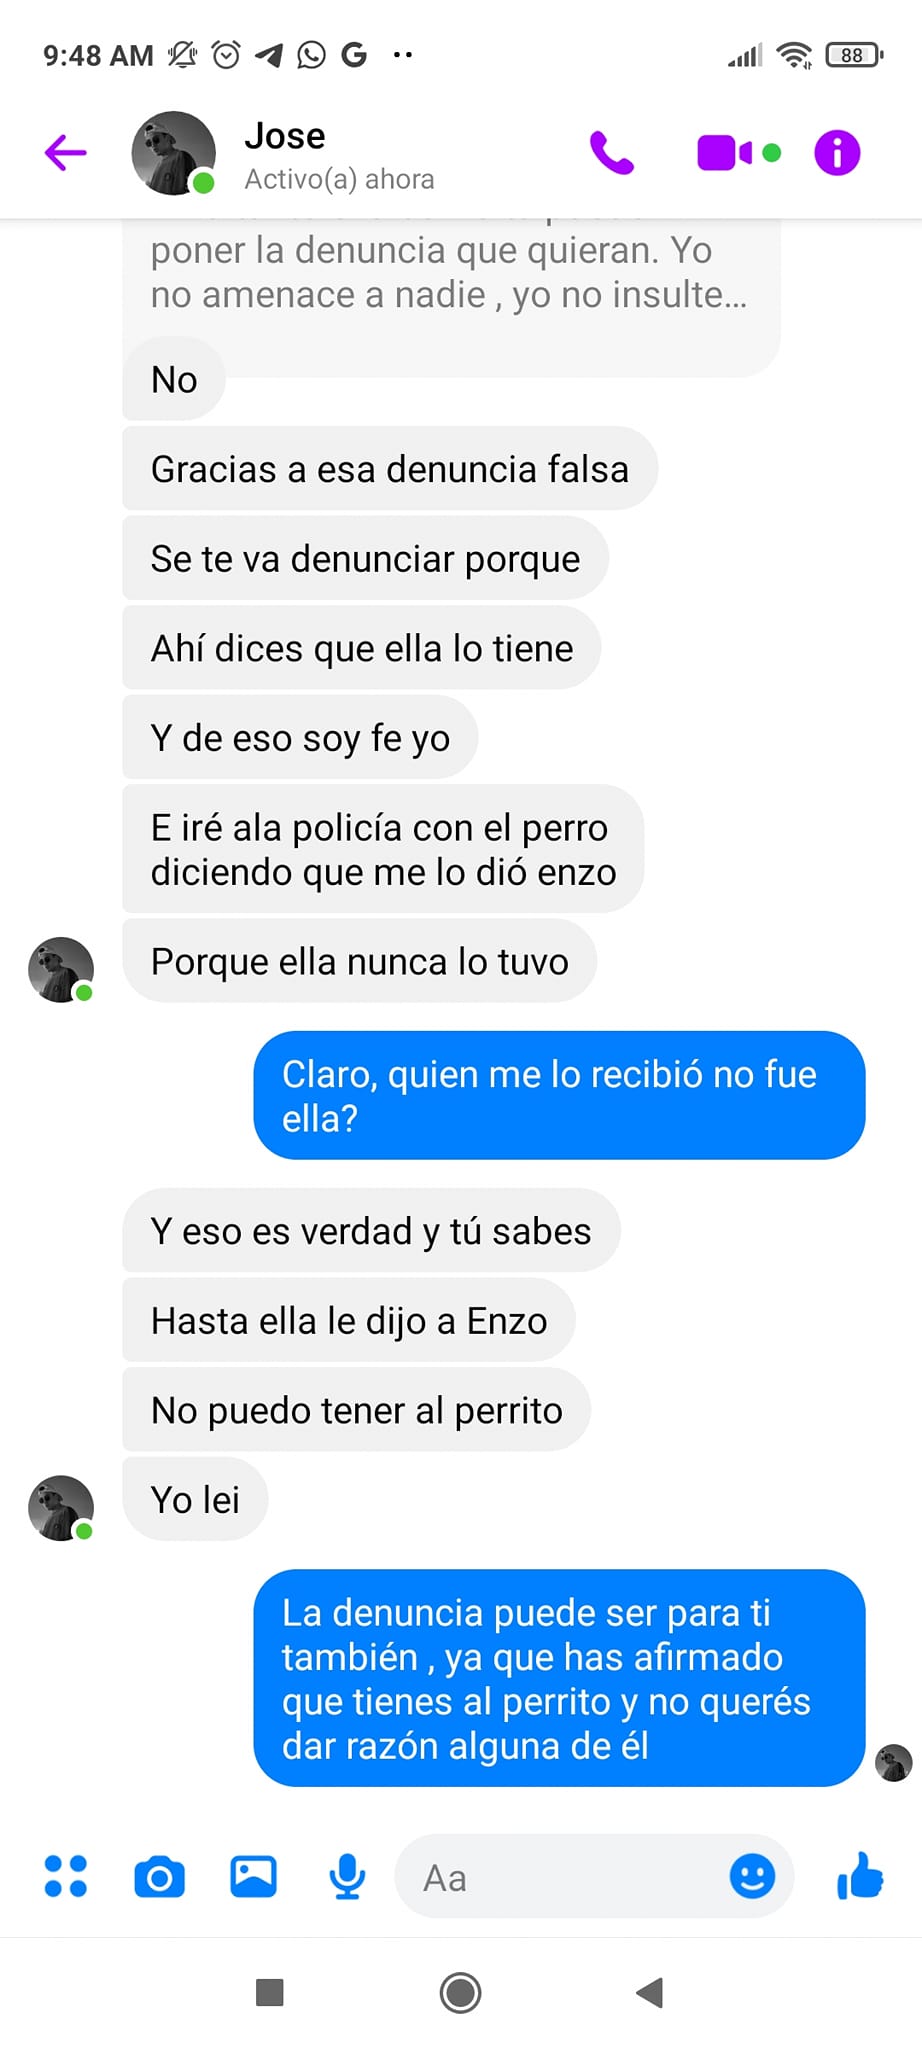 9:48 AM
88
Jose
Activo(a) ahora
poner la denuncia que quieran. Yo
no amenace a nadie , yo no insulte...
No
Gracias a esa denuncia falsa
Se te va denunciar porque
Ahí dices que ella lo tiene
Y de eso soy fe yo
E iré ala policía con el perro
diciendo que me lo dió enzo
Porque ella nunca lo tuvo
Claro, quien me lo recibió no fue
ella?
Y eso es verdad y tú sabes
Hasta ella le dijo a Enzo
No puedo tener al perrito
Yo lei
La denuncia puede ser para ti
también , ya que has afirmado
que tienes al perrito y no querés
dar razón alguna de él
Aa